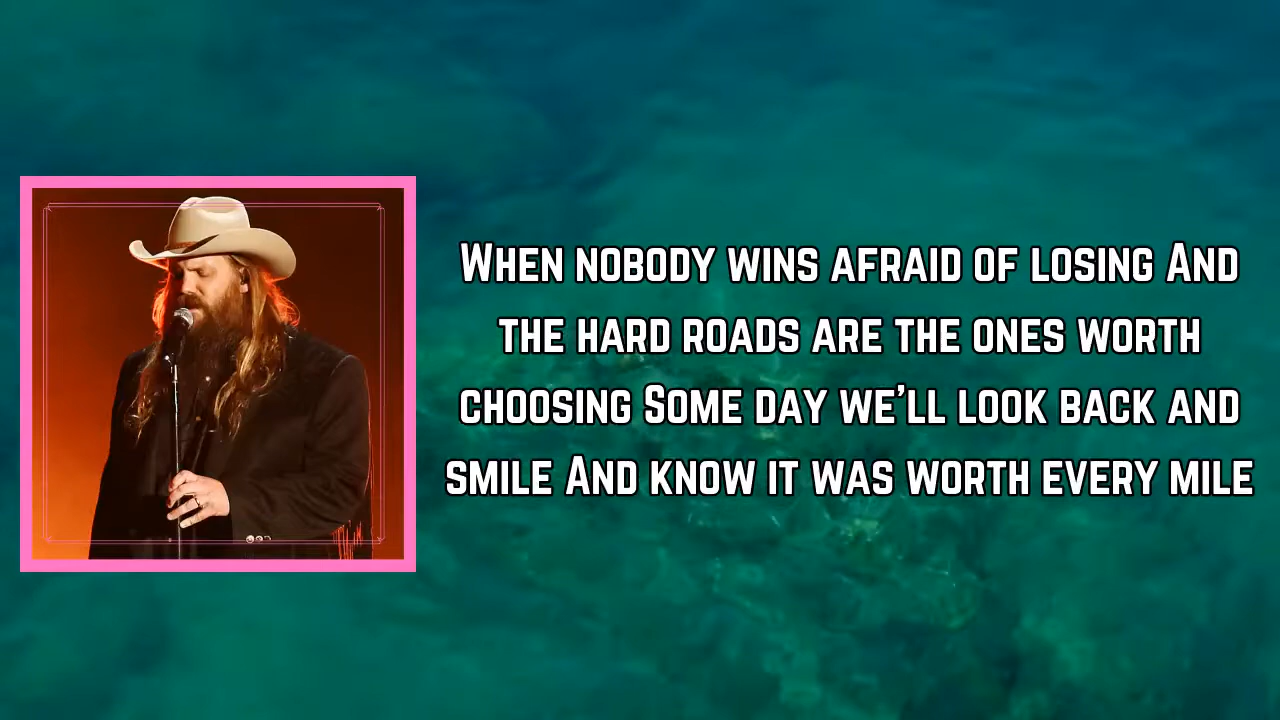 When nobody wins afraid of losing And
the hard roads are the ones worth
choosing Some day we'll look back and
smile And know it was worth every mile